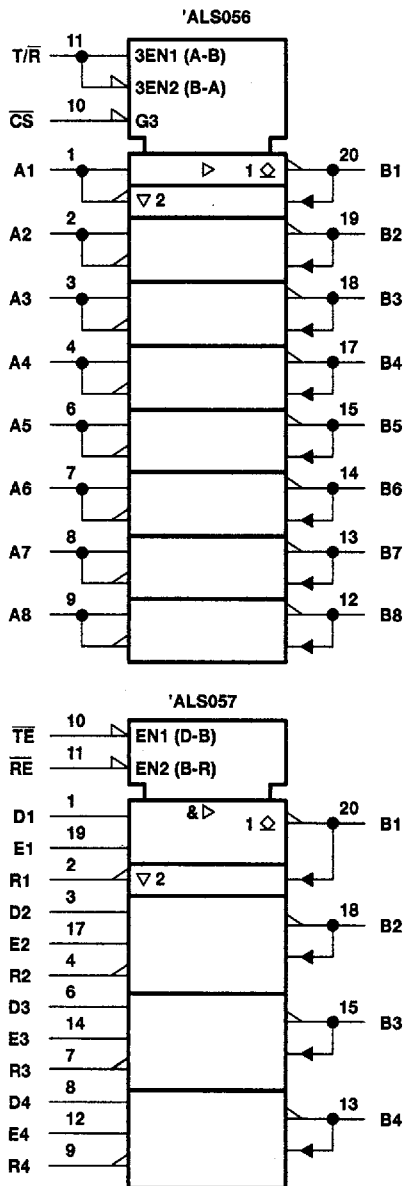 'ALS056
T/R̅ 11 3EN1 (A-B)
3EN2 (B-A)
C̅S̅ 10 G3
A1 1 ▷ 1 ◇ 20 B1
▽ 2
A2 2 19 B2
A3 3 18 B3
A4 4 17 B4
A5 6 15 B5
A6 7 14 B6
A7 8 13 B7
A8 9 12 B8
'ALS057
T̅E̅ 10 EN1 (D-B)
R̅E̅ 11 EN2 (B-R)
D1 1 & ▷ 1 ◇ 20 B1
E1 19
R1 2 ▽ 2
D2 3 18 B2
E2 17
R2 4
D3 6 15 B3
E3 14
R3 7
D4 8 13 B4
E4 12
R4 9